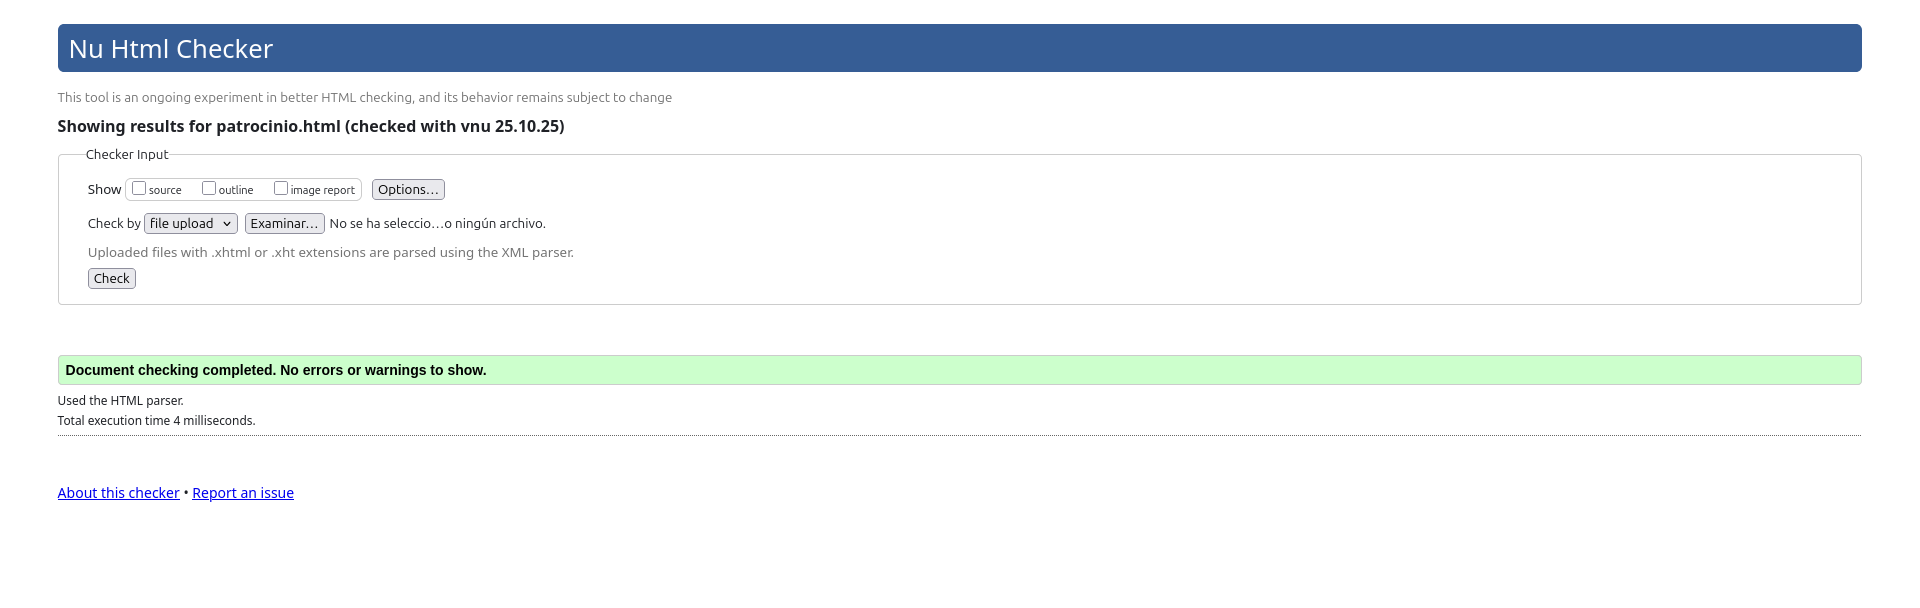 Nu Html Checker
This tool is an ongoing experiment in better HTML checking, and its behavior remains subject to change
Showing results for patrocinio.html (checked with vnu 25.10.25)
Checker Input
Show source outline image report Options...
Check by file upload Examinar... No se ha seleccio...o ningún archivo.
Uploaded files with .xhtml or .xht extensions are parsed using the XML parser.
Check
Document checking completed. No errors or warnings to show.
Used the HTML parser.
Total execution time 4 milliseconds.
About this checker • Report an issue